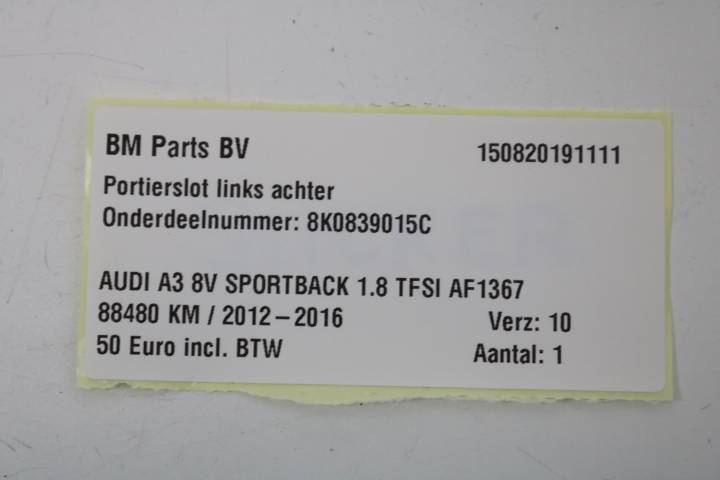 BM Parts BV 150820191111
Portierslot links achter
Onderdeelnummer: 8K0839015C
AUDI A3 8V SPORTBACK 1.8 TFSI AF1367
88480 KM / 2012 – 2016 Verz: 10
50 Euro incl. BTW Aantal: 1